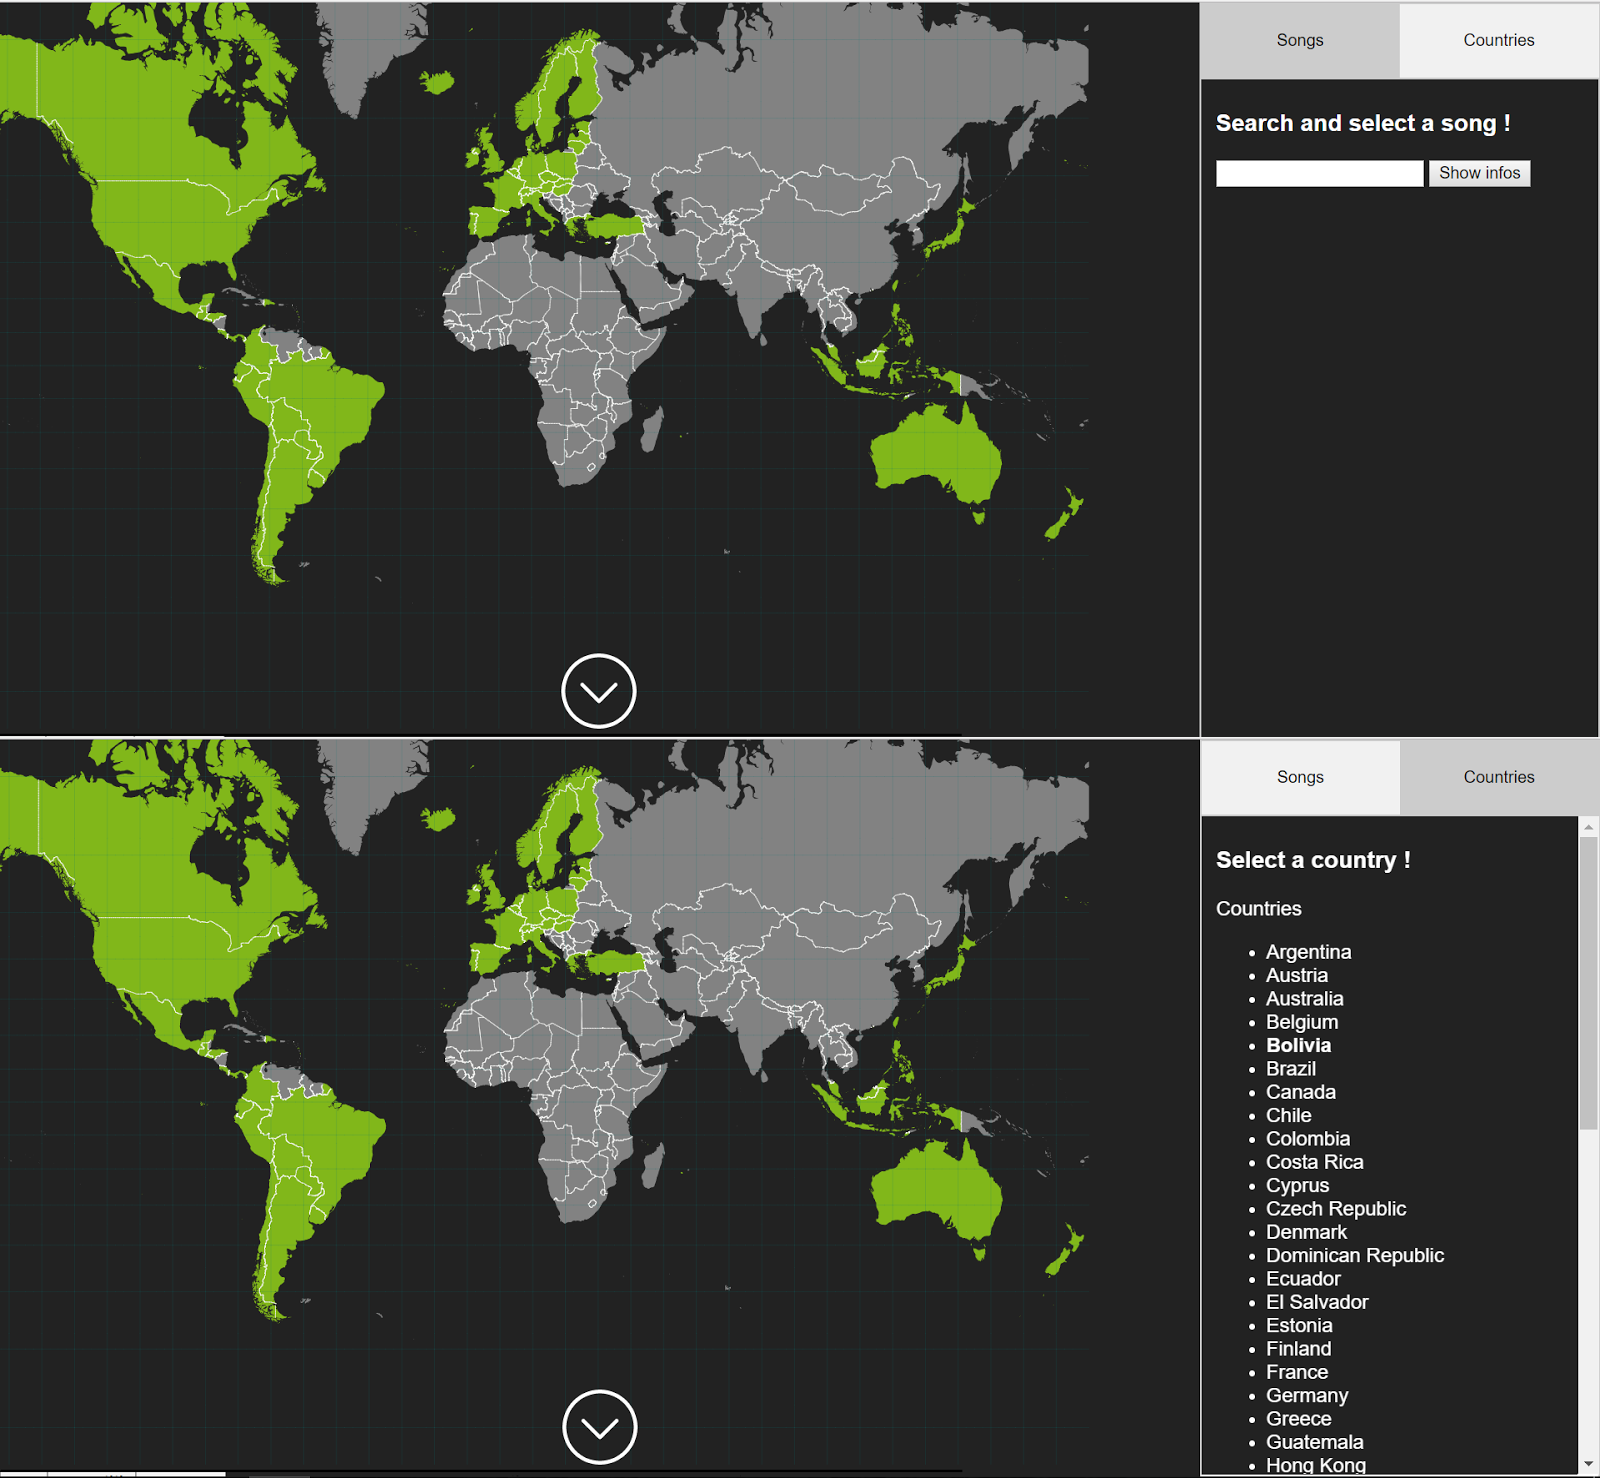 Songs
Countries
Search and select a song !
Show infos
Songs
Countries
Select a country !
Countries
Argentina
Austria
Australia
Belgium
Bolivia
Brazil
Canada
Chile
Colombia
Costa Rica
Cyprus
Czech Republic
Denmark
Dominican Republic
Ecuador
El Salvador
Estonia
Finland
France
Germany
Greece
Guatemala
Hong Kong